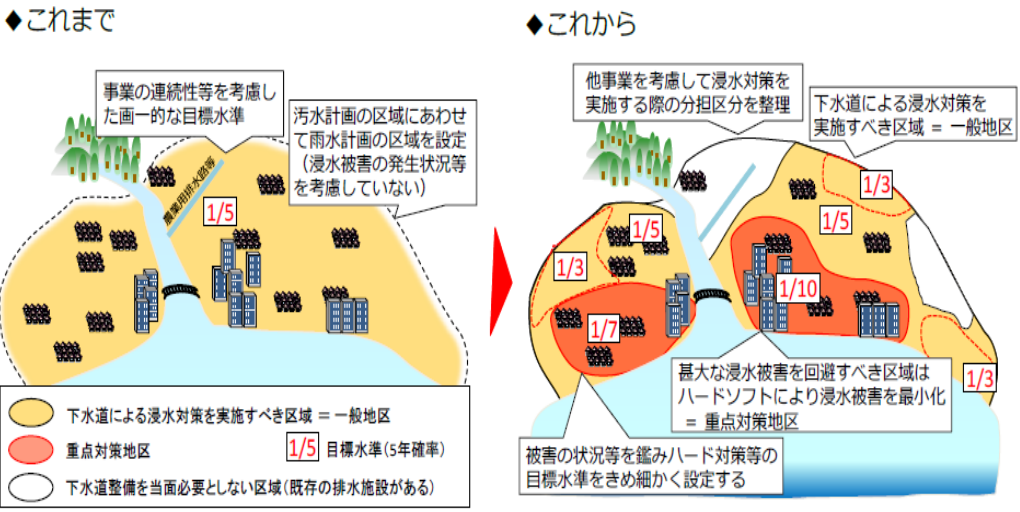 ◆これまで
事業の連続性等を考慮し
た画一的な目標水準
汚水計画の区域にあわせ
て雨水計画の区域を設定
（浸水被害の発生状況等
を考慮していない）
農業用排水路等
1/5
下水道による浸水対策を実施すべき区域 = 一般地区
重点対策地区
1/5 目標水準(5年確率)
下水道整備を当面必要としない区域(既存の排水施設がある)
◆これから
他事業を考慮して浸水対策を
実施する際の分担区分を整理
下水道による浸水対策を
実施すべき区域 = 一般地区
1/3
1/5
1/5
1/3
1/10
1/7
1/3
甚大な浸水被害を回避すべき区域は
ハードソフトにより浸水被害を最小化
= 重点対策地区
被害の状況等を鑑みハード対策等の
目標水準をきめ細かく設定する